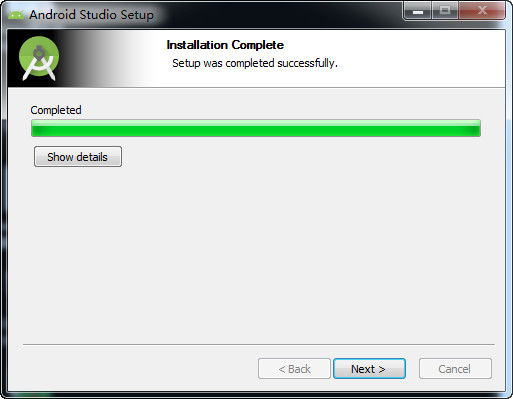 Android Studio Setup
Installation Complete
Setup was completed successfully.
Completed
Show details
< Back
Next >
Cancel